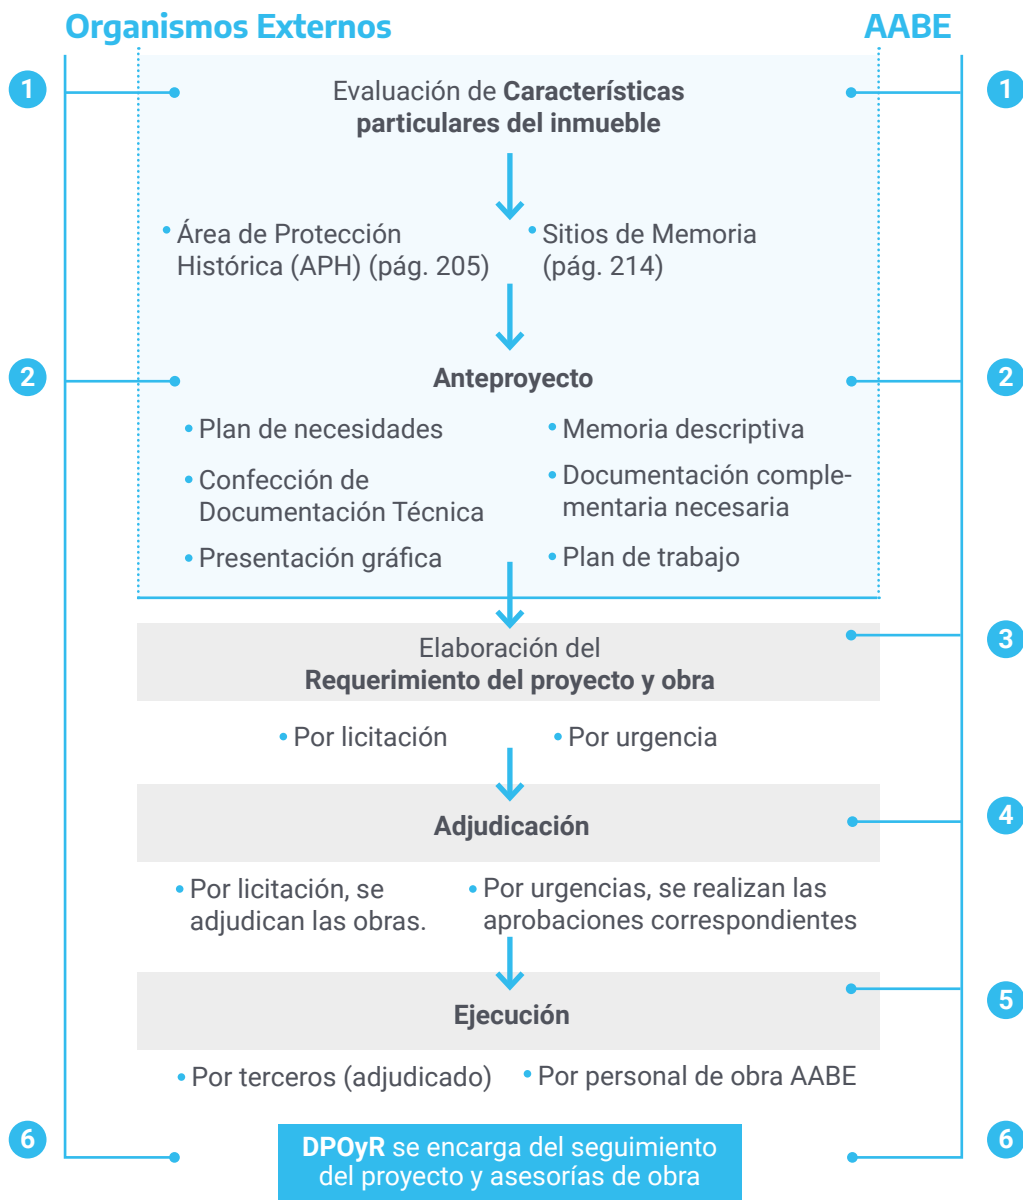 Organismos Externos
AABE
1
1
Evaluación de Características
particulares del inmueble
• Área de Protección
Histórica (APH) (pág. 205)
• Sitios de Memoria
(pág. 214)
2
2
Anteproyecto
• Plan de necesidades
• Confección de
Documentación Técnica
• Presentación gráfica
• Memoria descriptiva
• Documentación comple-
mentaria necesaria
• Plan de trabajo
3
Elaboración del
Requerimiento del proyecto y obra
• Por licitación
• Por urgencia
4
Adjudicación
• Por licitación, se
adjudican las obras.
• Por urgencias, se realizan las
aprobaciones correspondientes
5
Ejecución
• Por terceros (adjudicado)
• Por personal de obra AABE
6
6
DPOyR se encarga del seguimiento
del proyecto y asesorías de obra